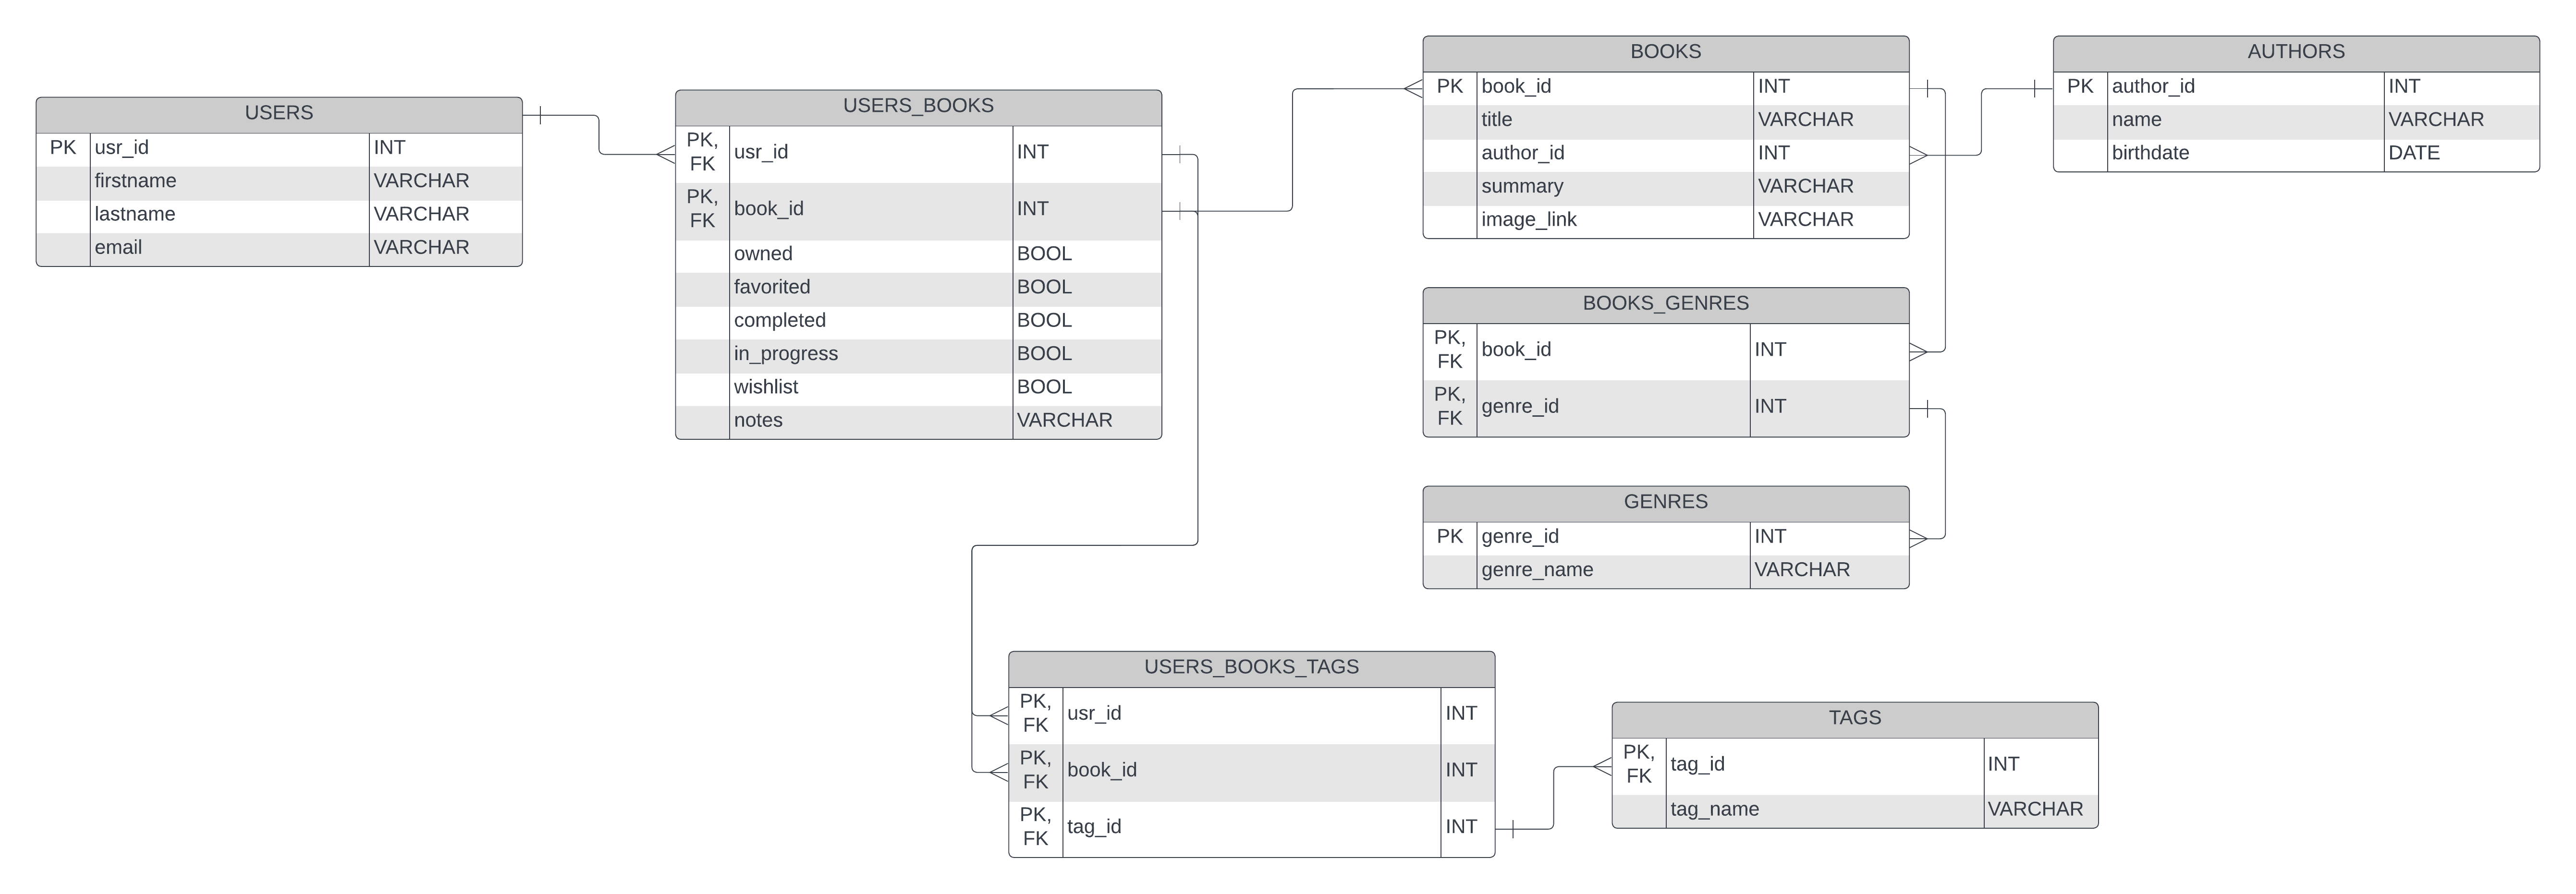 USERS
PK usr_id INT
firstname VARCHAR
lastname VARCHAR
email VARCHAR
USERS_BOOKS
PK,
FK usr_id INT
PK,
FK book_id INT
owned BOOL
favorited BOOL
completed BOOL
in_progress BOOL
wishlist BOOL
notes VARCHAR
BOOKS
PK book_id INT
title VARCHAR
author_id INT
summary VARCHAR
image_link VARCHAR
AUTHORS
PK author_id INT
name VARCHAR
birthdate DATE
BOOKS_GENRES
PK,
FK book_id INT
PK,
FK genre_id INT
GENRES
PK genre_id INT
genre_name VARCHAR
USERS_BOOKS_TAGS
PK,
FK usr_id INT
PK,
FK book_id INT
PK,
FK tag_id INT
TAGS
PK,
FK tag_id INT
tag_name VARCHAR